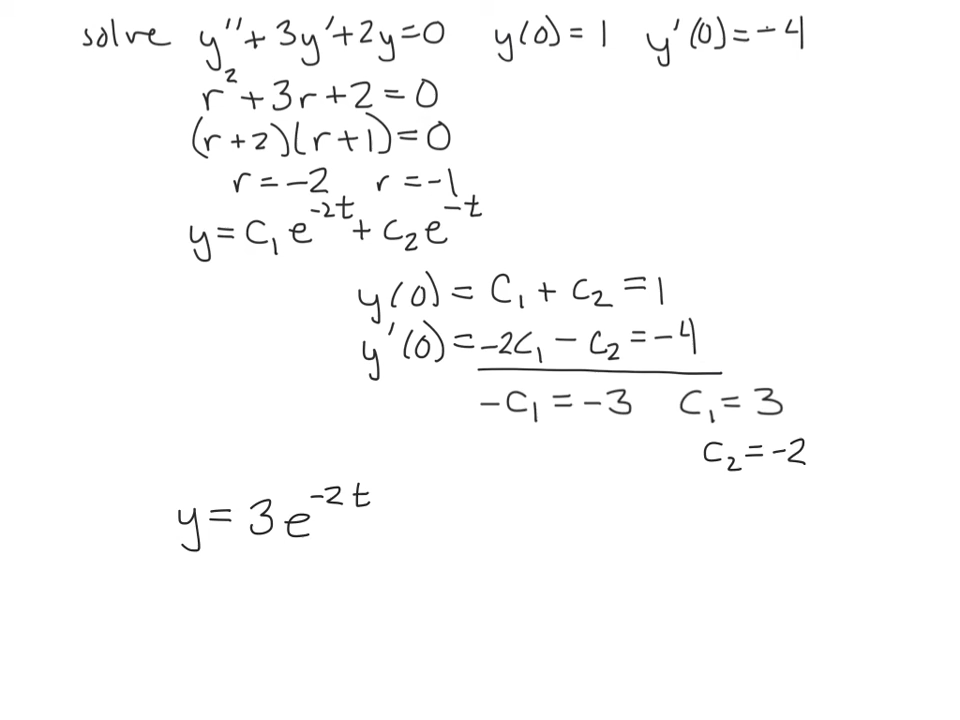 solve y''+3y'+2y=0 y(0)=1 y'(0)=-4
r²+3r+2=0
(r+2)(r+1)=0
r=-2 r=-1
y=c₁e^-2t+c₂e^-t
y(0)=c₁+c₂=1
y'(0)=-2c₁-c₂=-4
-c₁=-3 c₁=3
c₂=-2
y=3e^-2t